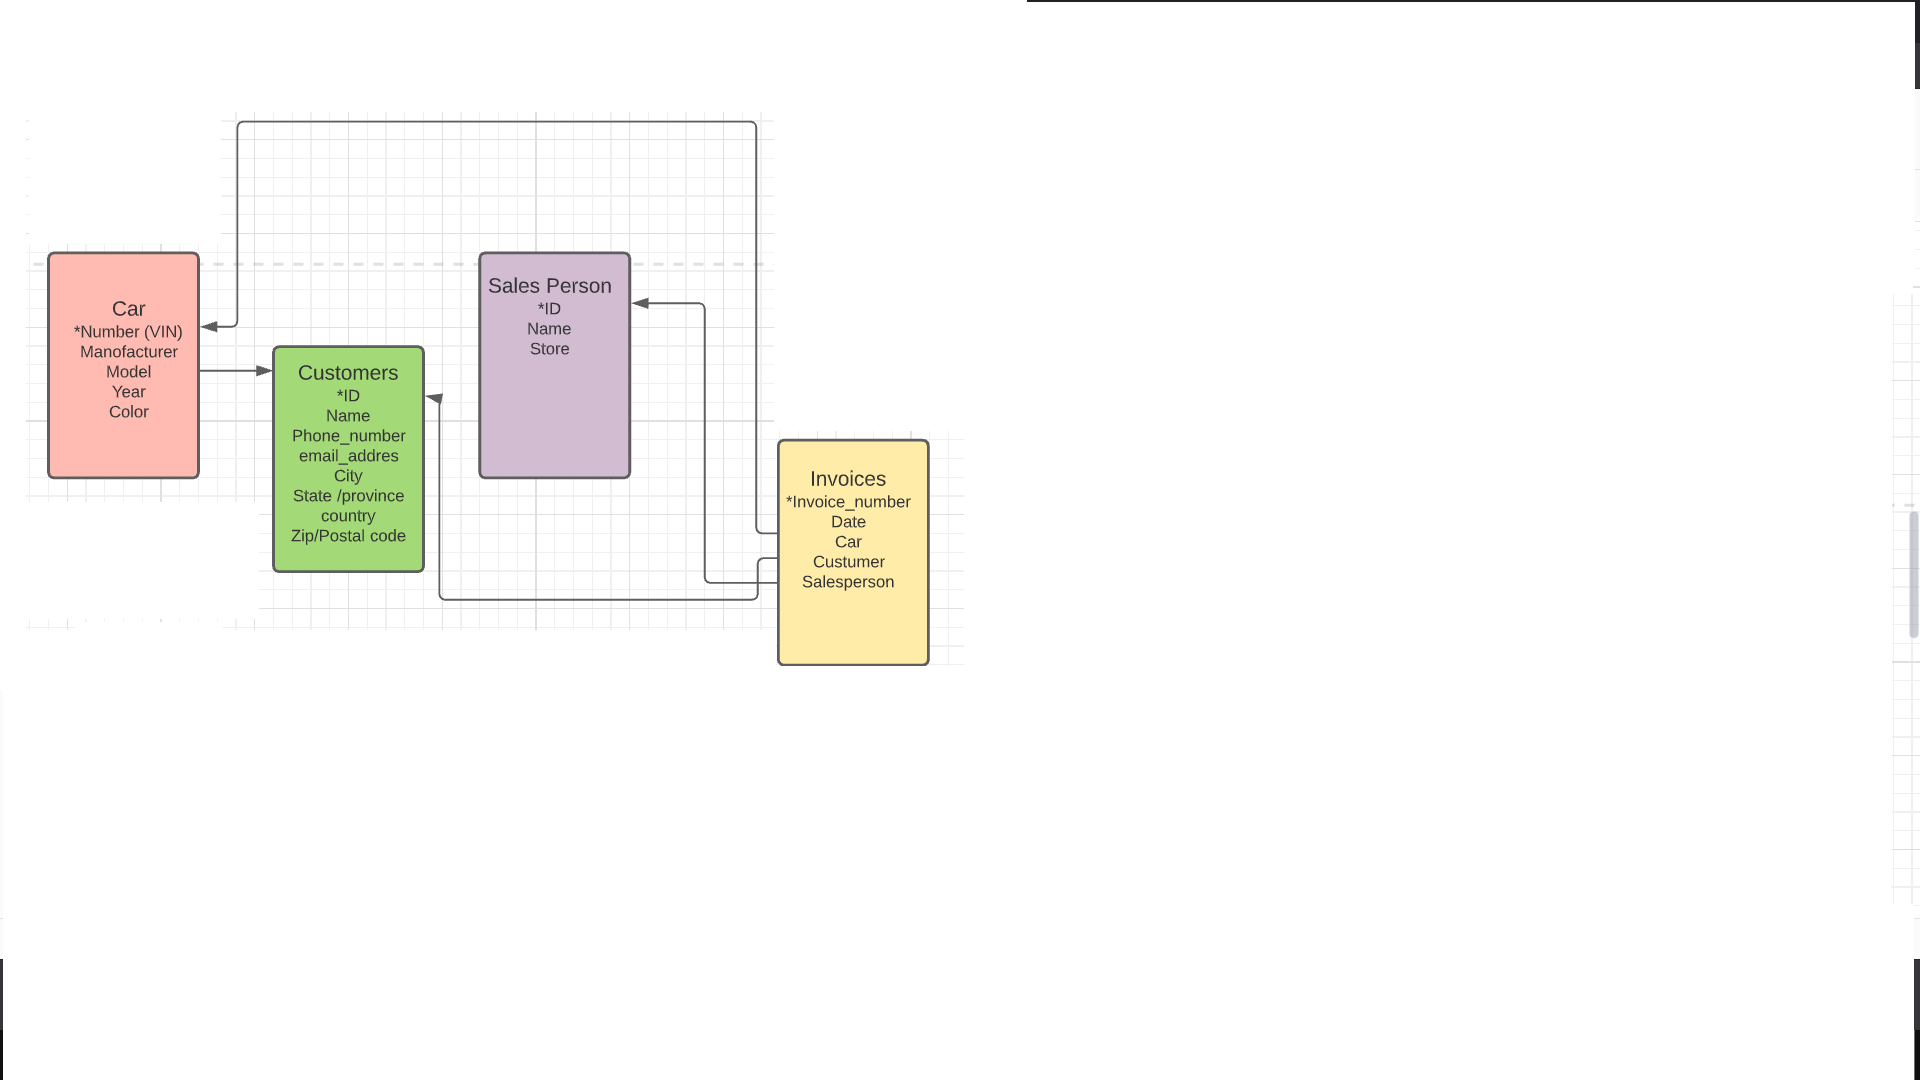 Car
*Number (VIN)
Manofacturer
Model
Year
Color
Customers
*ID
Name
Phone_number
email_addres
City
State /province
country
Zip/Postal code
Sales Person
*ID
Name
Store
Invoices
*Invoice_number
Date
Car
Custumer
Salesperson